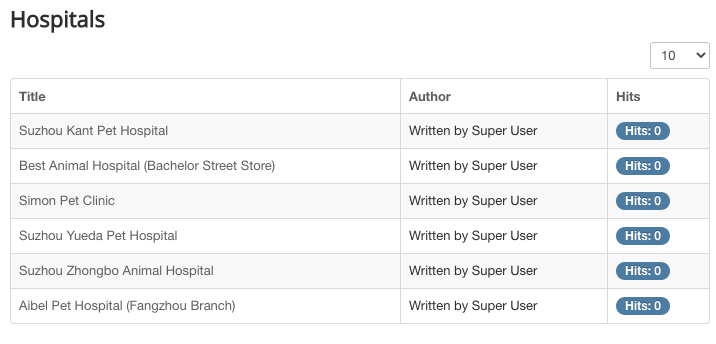 Hospitals
10
Title Author Hits
Suzhou Kant Pet Hospital Written by Super User Hits: 0
Best Animal Hospital (Bachelor Street Store) Written by Super User Hits: 0
Simon Pet Clinic Written by Super User Hits: 0
Suzhou Yueda Pet Hospital Written by Super User Hits: 0
Suzhou Zhongbo Animal Hospital Written by Super User Hits: 0
Aibel Pet Hospital (Fangzhou Branch) Written by Super User Hits: 0